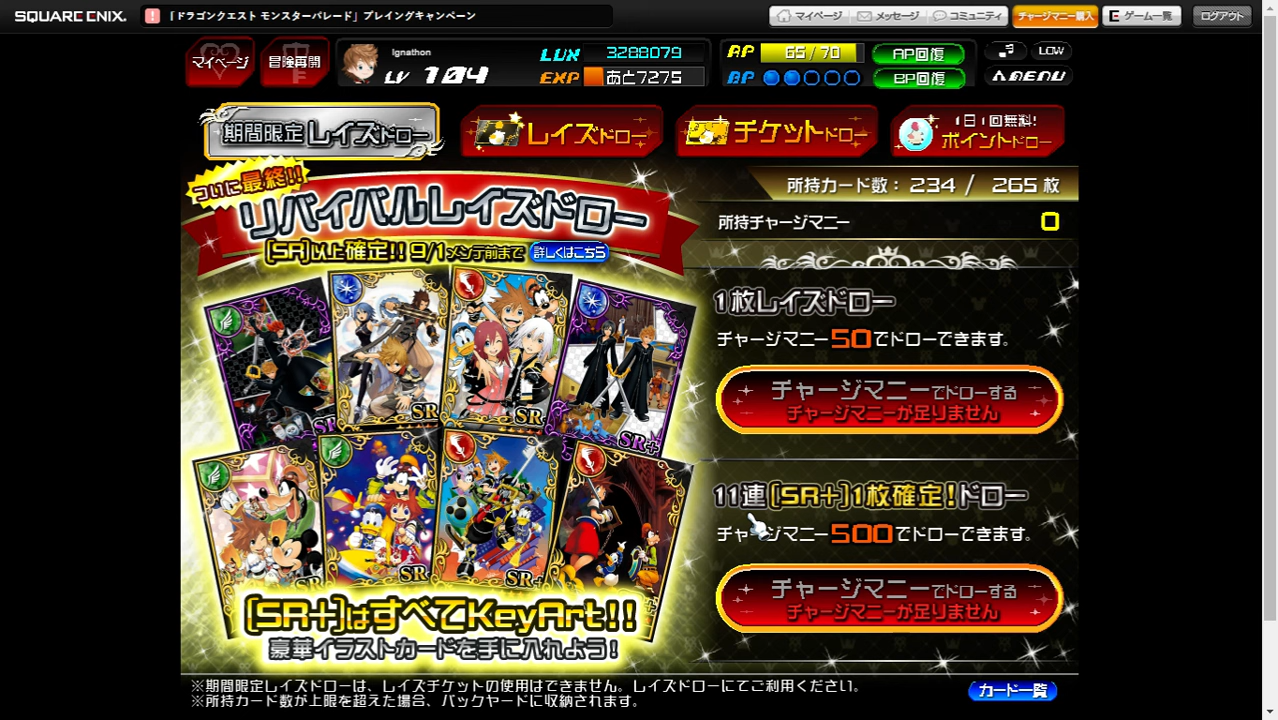 SQUARE ENIX.
「ドラゴンクエスト モンスターパレード」プレイングキャンペーン
マイページ メッセージ コミュニティ チャージマニー購入 ゲーム一覧 ログアウト
マイページ 冒険再開
Ignathon
LV 104
LUX 3288079
EXP あと7275
AP 65 / 70 AP回復
BP BP回復
LOW
MENU
期間限定 レイズドロー
レイズドロー
チケットドロー
1日1回無料!
ポイントドロー
ついに最終!!
リバイバルレイズドロー
[SR]以上確定!! 9/1メンテ前まで 詳しくはこちら
SR
SR
SR+
SR
SR+
[SR+]はすべてKeyArt!!
豪華イラストカードを手に入れよう!
所持カード数: 234 / 265 枚
所持チャージマニー 0
1枚レイズドロー
チャージマニー50でドローできます。
チャージマニーでドローする
チャージマニーが足りません
11連[SR+]1枚確定!ドロー
チャージマニー500でドローできます。
チャージマニーでドローする
チャージマニーが足りません
※期間限定レイズドローは、レイズチケットの使用はできません。レイズドローにてご利用ください。
※所持カード数が上限を超えた場合、バックヤードに収納されます。
カード一覧